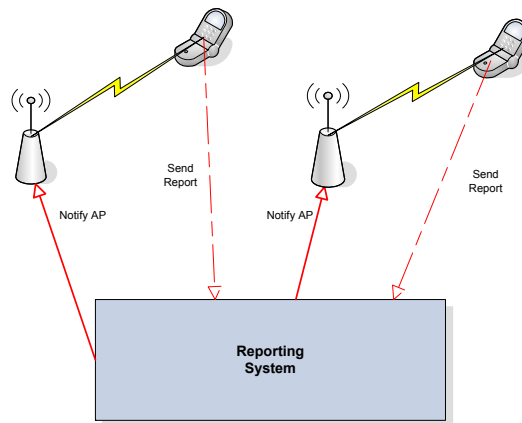 Send
Report
Send
Report
Notify AP
Notify AP
Reporting
System